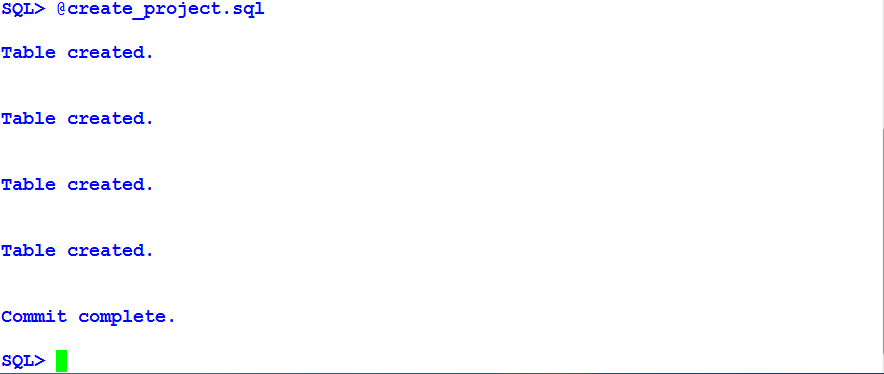 SQL> @create_project.sql
Table created.
Table created.
Table created.
Table created.
Commit complete.
SQL>